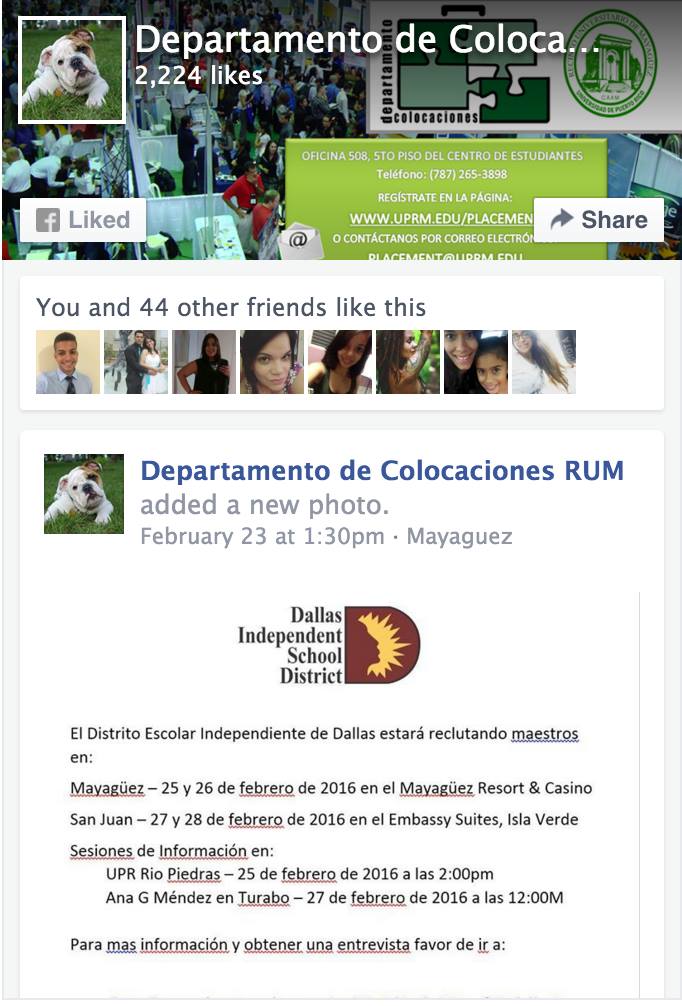 Departamento de Coloca...
2,224 likes
departamento
colocaciones
RECINTO UNIVERSITARIO DE MAYAGÜEZ
CAAM
UNIVERSIDAD DE PUERTO RICO
OFICINA 508, 5TO PISO DEL CENTRO DE ESTUDIANTES
Teléfono: (787) 265-3898
REGÍSTRATE EN LA PÁGINA:
WWW.UPRM.EDU/PLACEMEN
O CONTÁCTANOS POR CORREO ELECTRÓN
PLACEMENT@UPRM.EDU
@
Liked
Share
You and 44 other friends like this
Departamento de Colocaciones RUM
added a new photo.
February 23 at 1:30pm · Mayaguez
Dallas
Independent
School
District
El Distrito Escolar Independiente de Dallas estará reclutando maestros
en:
Mayagüez – 25 y 26 de febrero de 2016 en el Mayagüez Resort & Casino
San Juan – 27 y 28 de febrero de 2016 en el Embassy Suites, Isla Verde
Sesiones de Información en:
UPR Rio Piedras – 25 de febrero de 2016 a las 2:00pm
Ana G Méndez en Turabo – 27 de febrero de 2016 a las 12:00M
Para mas información y obtener una entrevista favor de ir a: